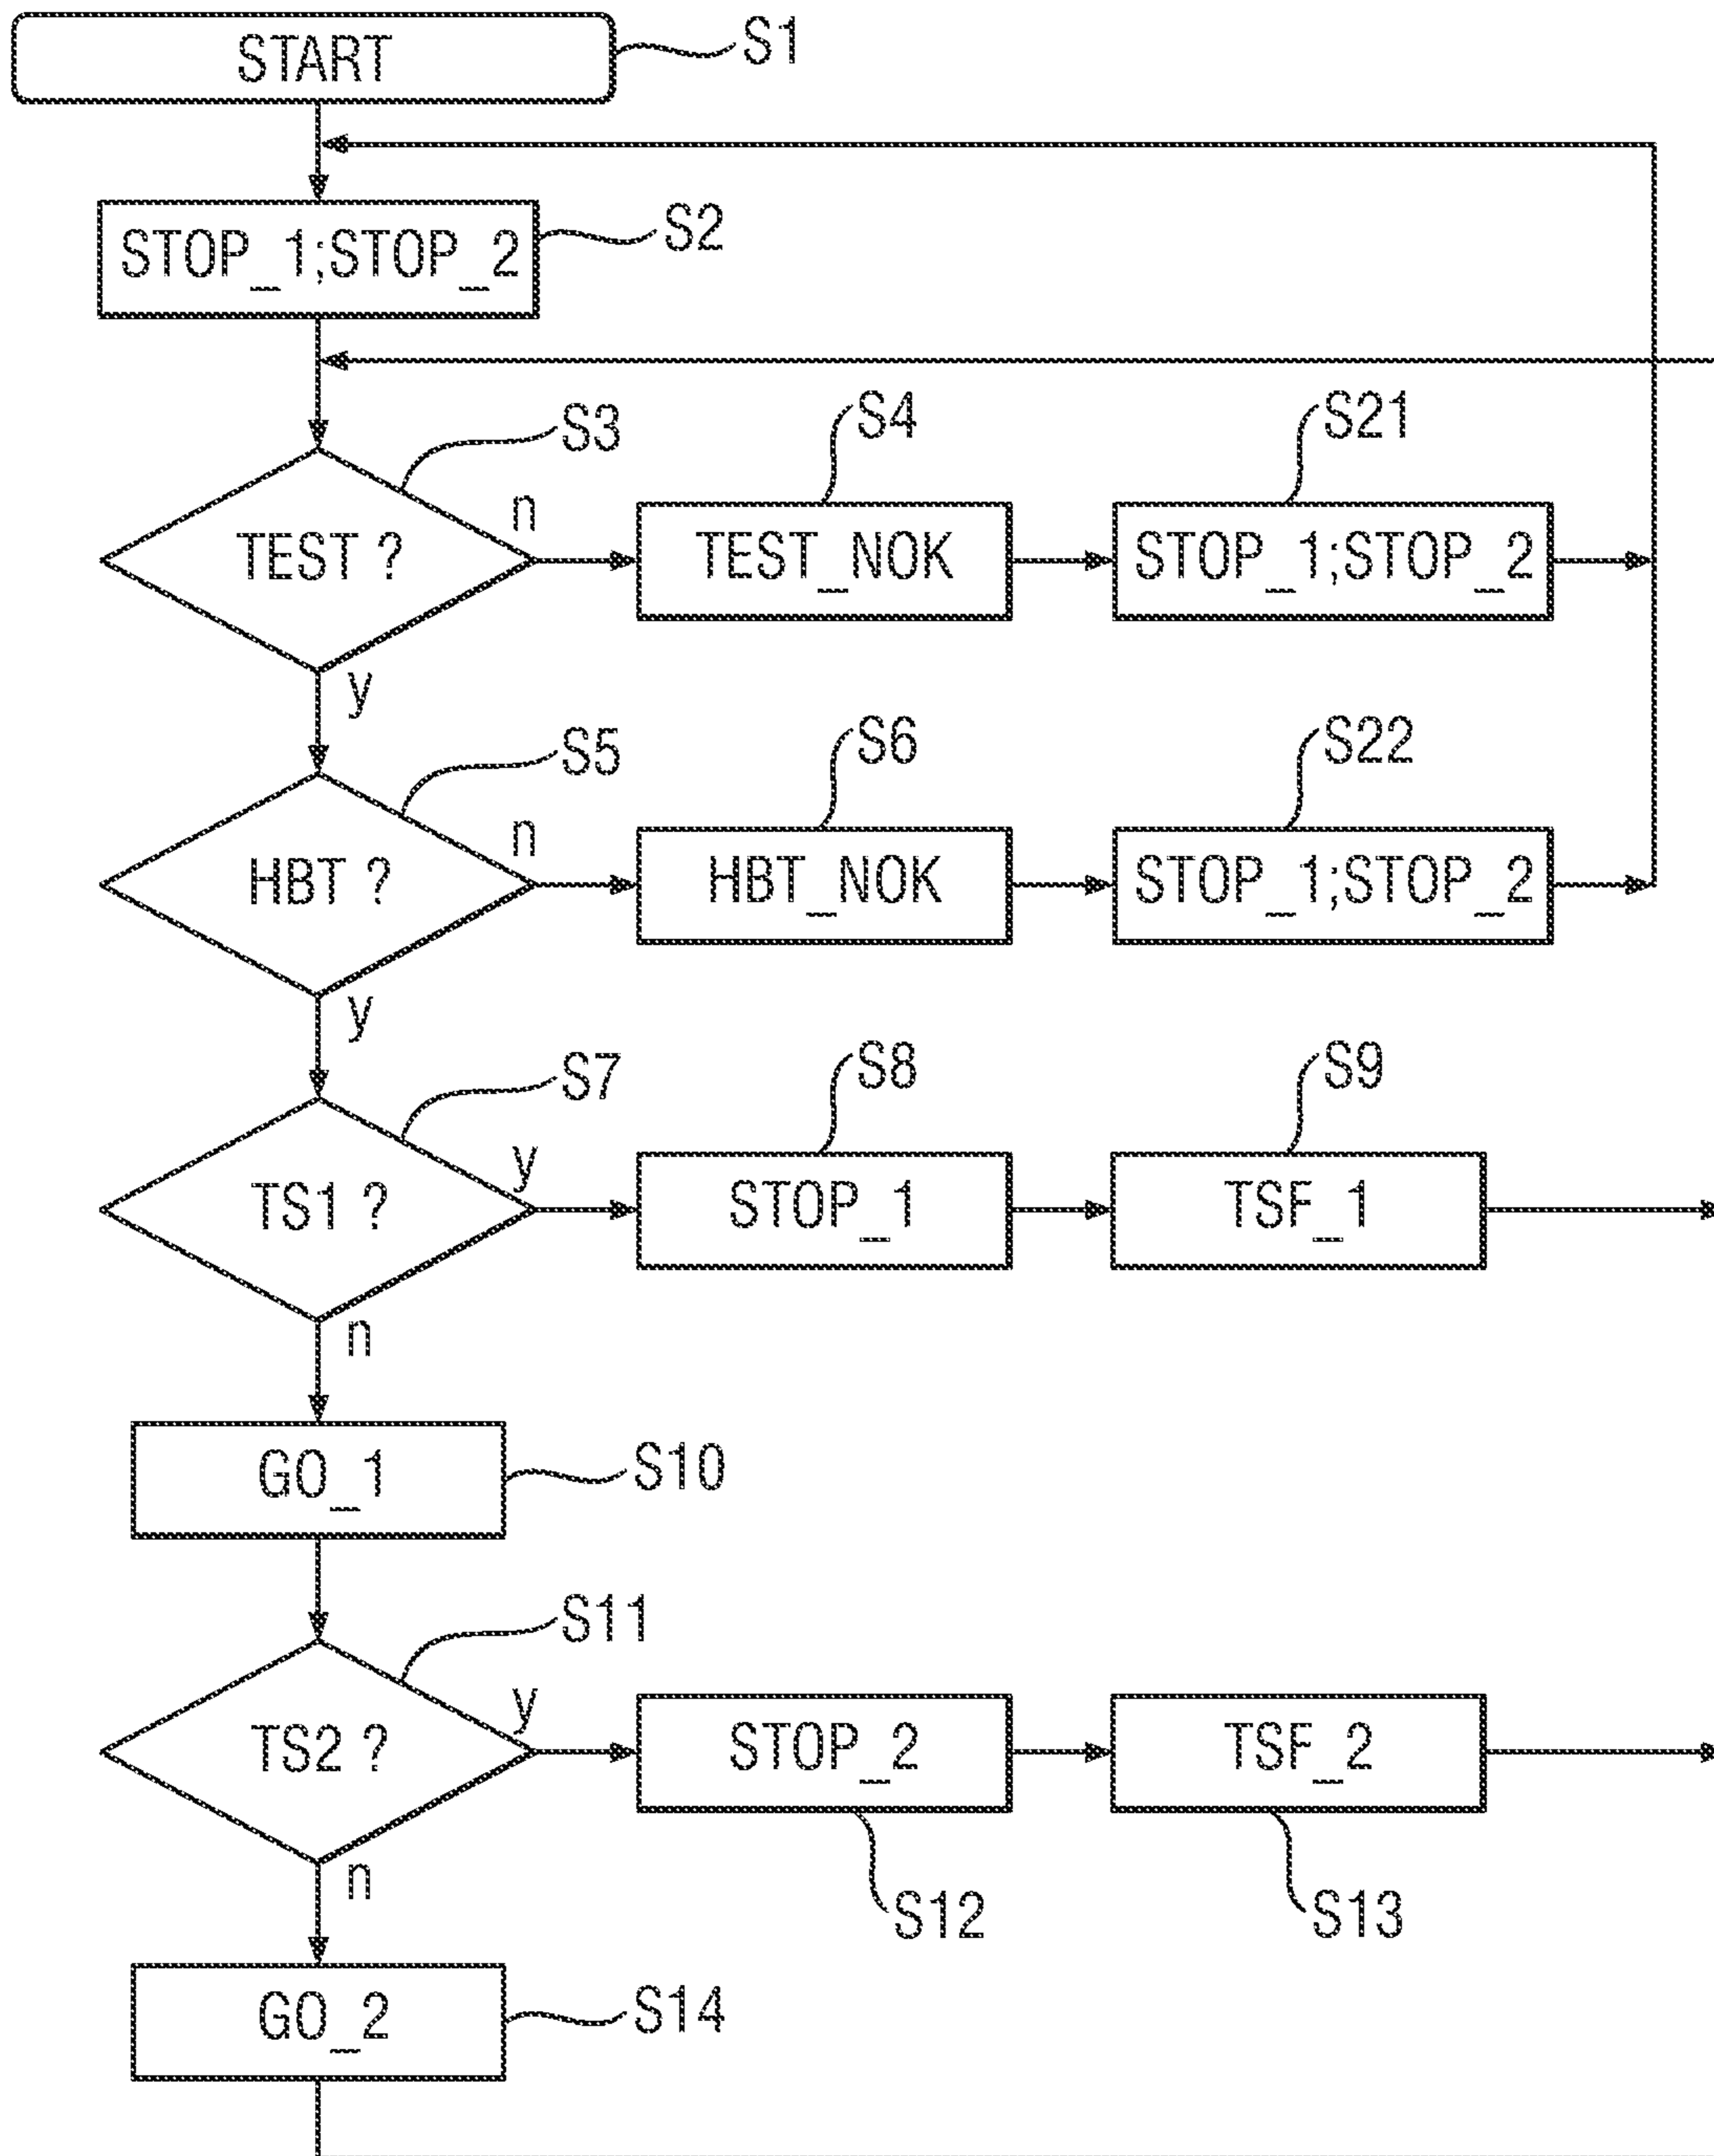 START
S1
STOP_1;STOP_2
S2
S3
S4
S21
TEST ?
n
TEST_NOK
STOP_1;STOP_2
y
S5
S6
S22
HBT ?
n
HBT_NOK
STOP_1;STOP_2
y
S7
S8
S9
TS1 ?
y
STOP_1
TSF_1
n
GO_1
S10
S11
TS2 ?
y
STOP_2
TSF_2
n
S12
S13
GO_2
S14